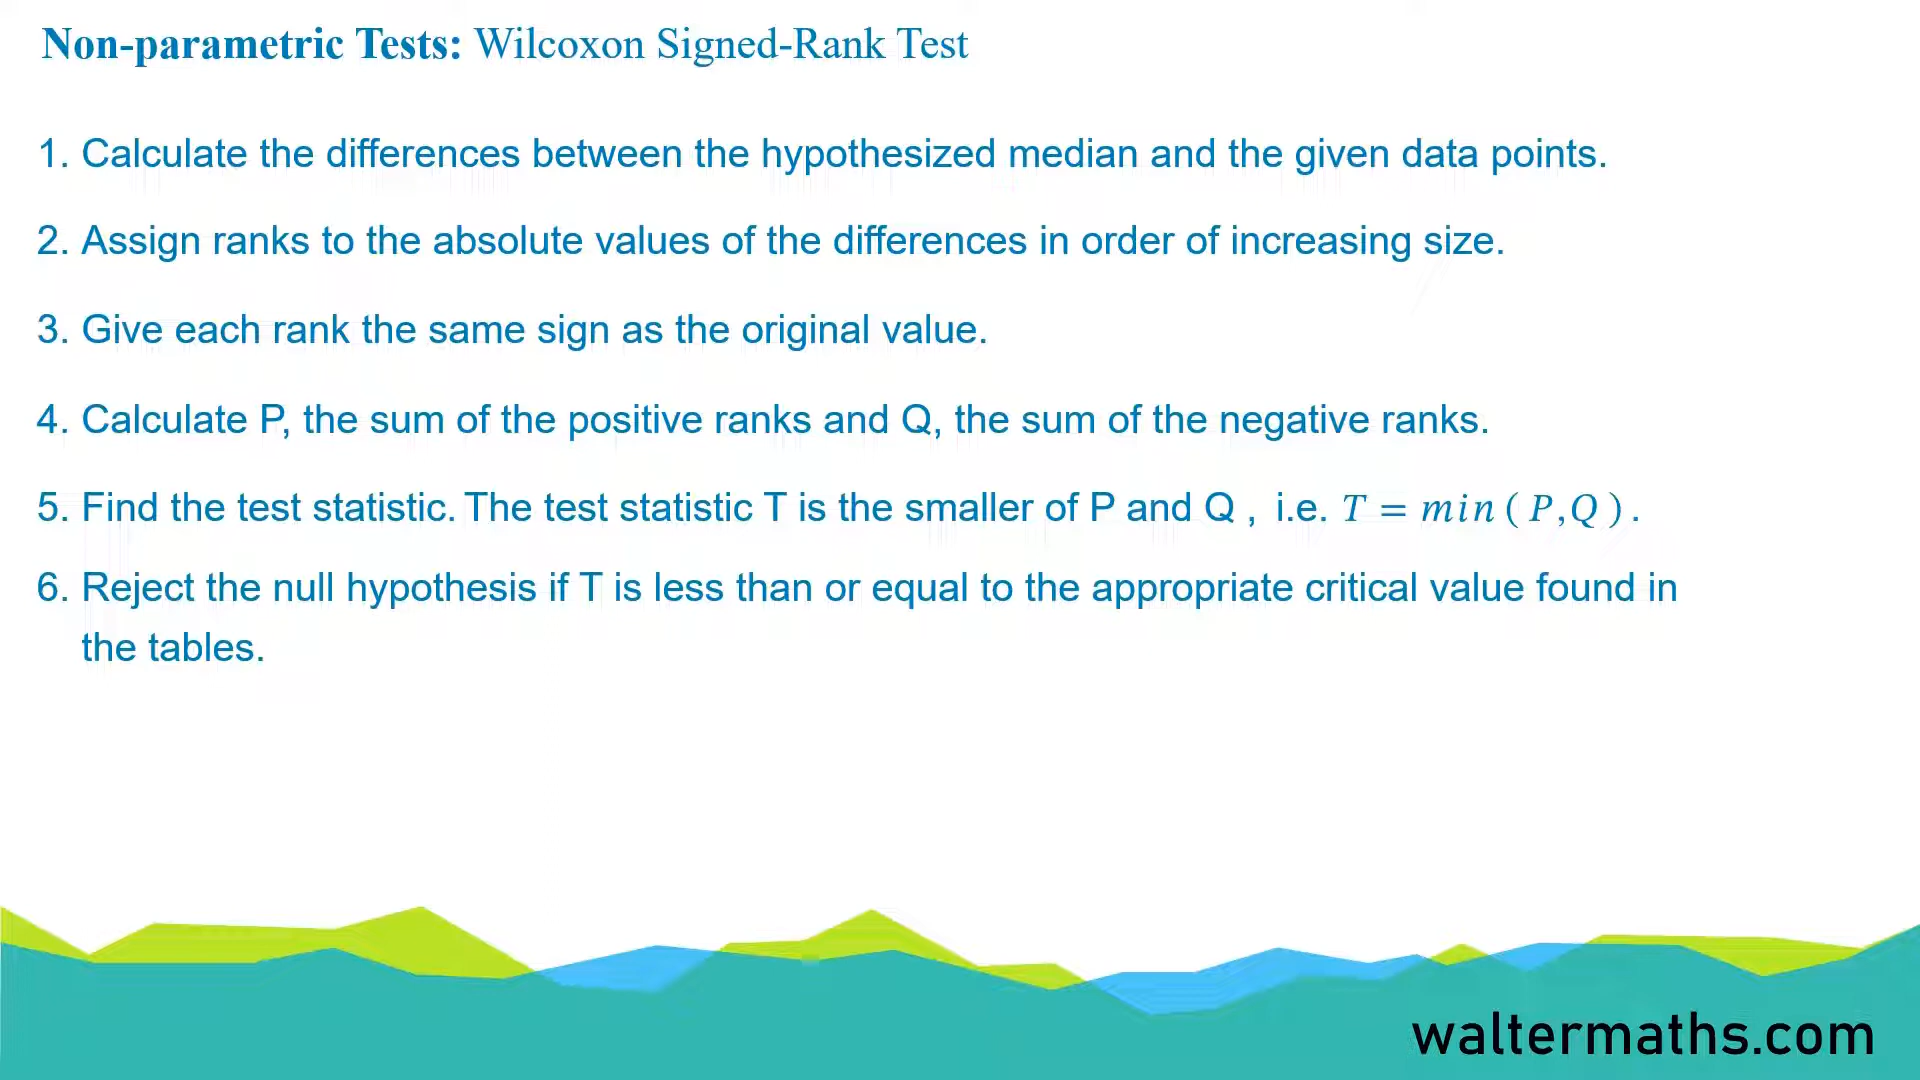 Non-parametric Tests: Wilcoxon Signed-Rank Test
1. Calculate the differences between the hypothesized median and the given data points.
2. Assign ranks to the absolute values of the differences in order of increasing size.
3. Give each rank the same sign as the original value.
4. Calculate P, the sum of the positive ranks and Q, the sum of the negative ranks.
5. Find the test statistic. The test statistic T is the smaller of P and Q , i.e. T = min ( P,Q ) .
6. Reject the null hypothesis if T is less than or equal to the appropriate critical value found in
the tables.
waltermaths.com